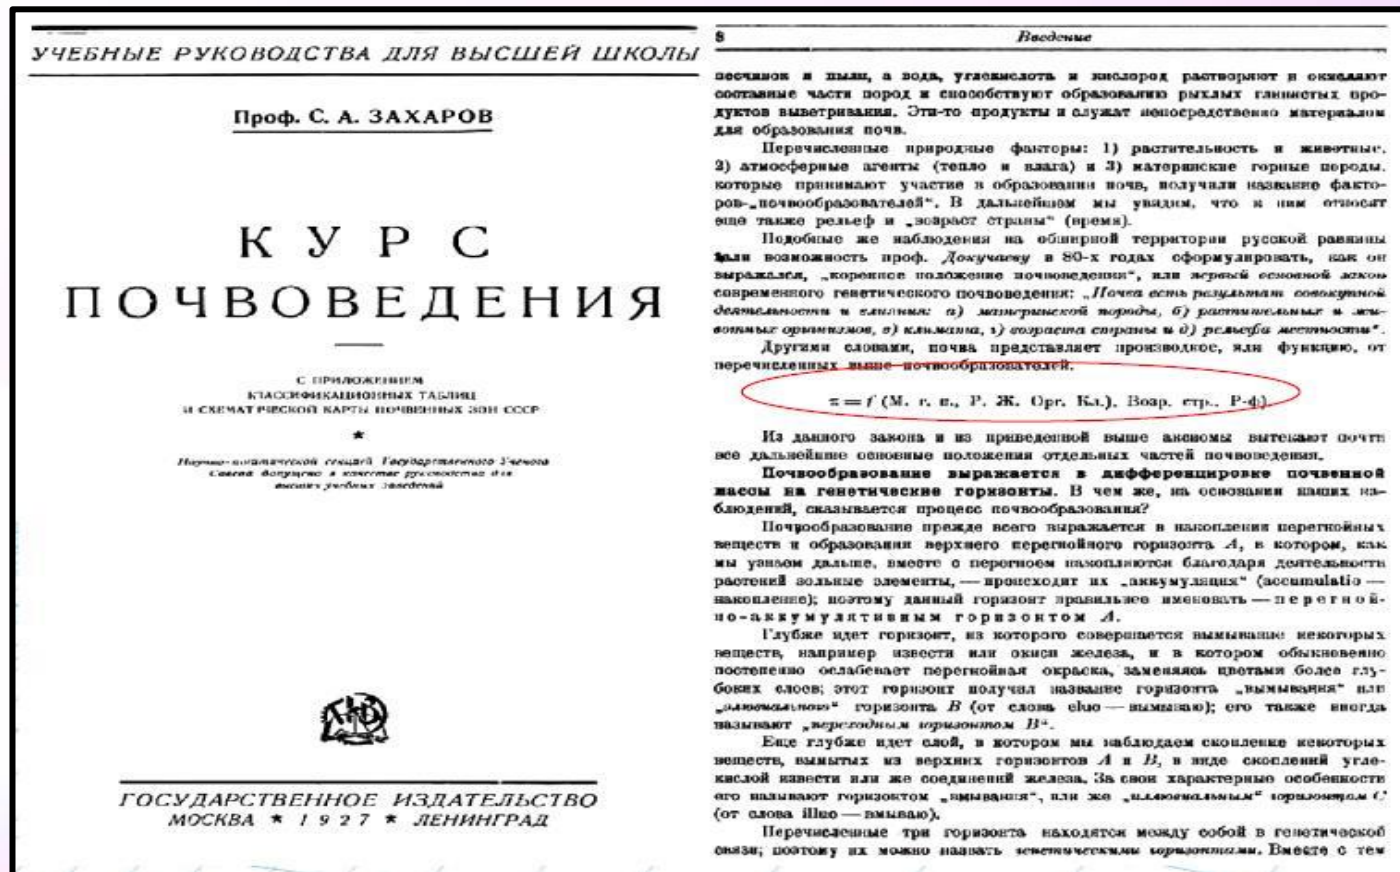 УЧЕБНЫЕ РУКОВОДСТВА ДЛЯ ВЫСШЕЙ ШКОЛЫ
Проф. С. А. ЗАХАРОВ
КУРС
ПОЧВОВЕДЕНИЯ
С ПРИЛОЖЕНИЕМ
КЛАССИФИКАЦИОННЫХ ТАБЛИЦ
И СХЕМАТИЧЕСКОЙ КАРТЫ ПОЧВЕННЫХ ЗОН СССР
★
Научно-политической секцией Государственного Ученого
Совета допущено в качестве руководства для
высших учебных заведений
ГОСУДАРСТВЕННОЕ ИЗДАТЕЛЬСТВО
МОСКВА ★ 1927 ★ ЛЕНИНГРАД
8 Введение
песчинок и пыли, а вода, углекислота и кислород растворяют и окисляют
составные части пород и способствуют образованию рыхлых глинистых про-
дуктов выветривания. Эти-то продукты и служат непосредственно материалом
для образования почв.
Перечисленные природные факторы: 1) растительность и животные,
2) атмосферные агенты (тепло и влага) и 3) материнские горные породы,
которые принимают участие в образовании почв, получили название факто-
ров-„почвообразователей“. В дальнейшем мы увидим, что к ним относят
еще также рельеф и „возраст страны“ (время).
Подобные же наблюдения на обширной территории русской равнины
дали возможность проф. Докучаеву в 80-х годах сформулировать, как он
выражался, „коренное положение почвоведения“, или первый основной закон
современного генетического почвоведения: „Почва есть результат совокупной
деятельности и влияния: а) материнской породы, б) растительных и жи-
вотных организмов, в) климата, г) возраста страны и д) рельефа местности“.
Другими словами, почва представляет производное, или функцию, от
перечисленных выше почвообразователей.
π = f (М. г. п., Р. Ж. Орг. Кл.), Возр. стр., Р-ф)
Из данного закона и из приведенной выше аксиомы вытекают почти
все дальнейшие основные положения отдельных частей почвоведения.
Почвообразование выражается в дифференцировке почвенной
массы на генетические горизонты. В чем же, на основании наших на-
блюдений, сказывается процесс почвообразования?
Почвообразование прежде всего выражается в накоплении перегнойных
веществ и образовании верхнего перегнойного горизонта A, в котором, как
мы узнаем дальше, вместе с перегноем накопляются благодаря деятельности
растений зольные элементы, — происходит их „аккумуляция“ (accumulatio —
накопление); поэтому данный горизонт правильнее именовать — перегной-
но-аккумулятивным горизонтом A.
Глубже идет горизонт, из которого совершается вымывание некоторых
веществ, например извести или окиси железа, и в котором обыкновенно
постепенно ослабевает перегнойная окраска, заменяясь цветами более глу-
боких слоев; этот горизонт получил название горизонта „вымывания“ или
„элювиального“ горизонта B (от слова eluo — вымываю); его также иногда
называют „переходным горизонтом B“.
Еще глубже идет слой, в котором мы наблюдаем скопление некоторых
веществ, вымытых из верхних горизонтов A и B, в виде скоплений угле-
кислой извести или же соединений железа. За свои характерные особенности
его называют горизонтом „вмывания“, или же „иллювиальным“ горизонтом C
(от слова illuo — вмываю).
Перечисленные три горизонта находятся между собой в генетической
связи; поэтому их можно назвать генетическими горизонтами. Вместе с тем